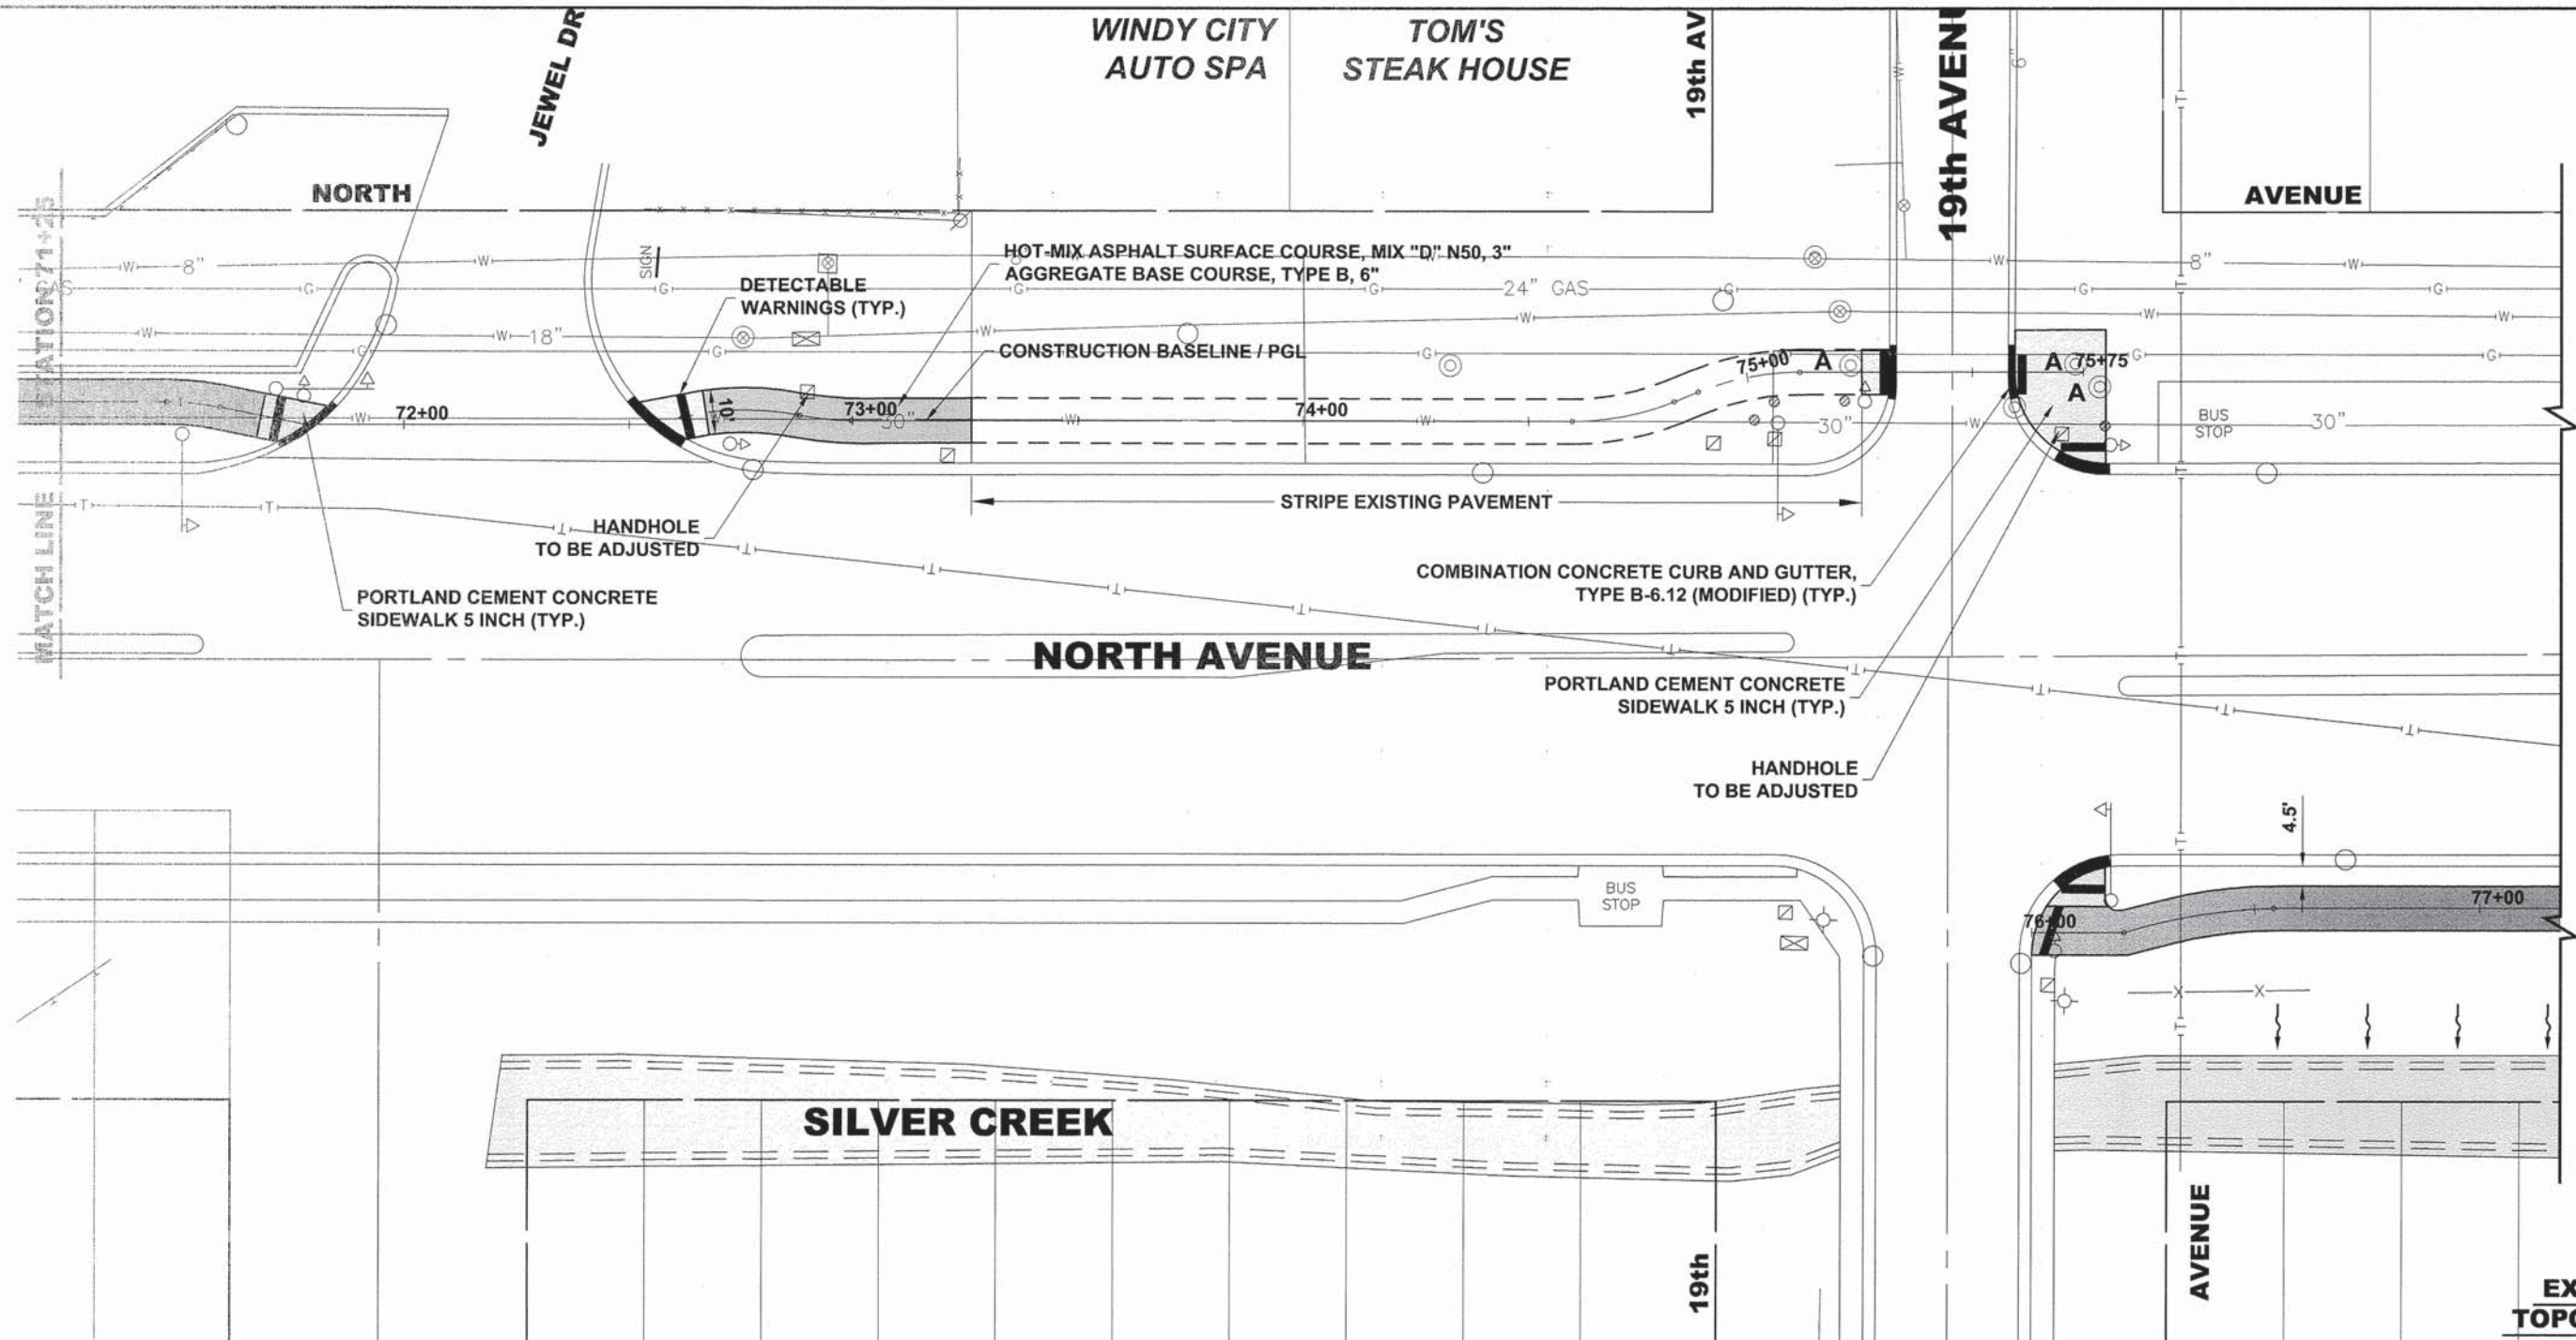 JEWEL DR
WINDY CITY
AUTO SPA
TOM'S
STEAK HOUSE
19th AV
19th AVENU
6"
NORTH
AVENUE
MATCH LINE STATION 71+25
8"
GAS
SIGN
DETECTABLE
WARNINGS (TYP.)
HOT-MIX ASPHALT SURFACE COURSE, MIX "D" N50, 3"
AGGREGATE BASE COURSE, TYPE B, 6"
24" GAS
8"
18"
CONSTRUCTION BASELINE / PGL
75+00
A
A
75+75
A
72+00
10'
73+00
30"
74+00
30"
BUS
STOP
30"
STRIPE EXISTING PAVEMENT
HANDHOLE
TO BE ADJUSTED
PORTLAND CEMENT CONCRETE
SIDEWALK 5 INCH (TYP.)
COMBINATION CONCRETE CURB AND GUTTER,
TYPE B-6.12 (MODIFIED) (TYP.)
NORTH AVENUE
PORTLAND CEMENT CONCRETE
SIDEWALK 5 INCH (TYP.)
HANDHOLE
TO BE ADJUSTED
4.5'
BUS
STOP
76+00
77+00
SILVER CREEK
19th
AVENUE
EX
TOPO